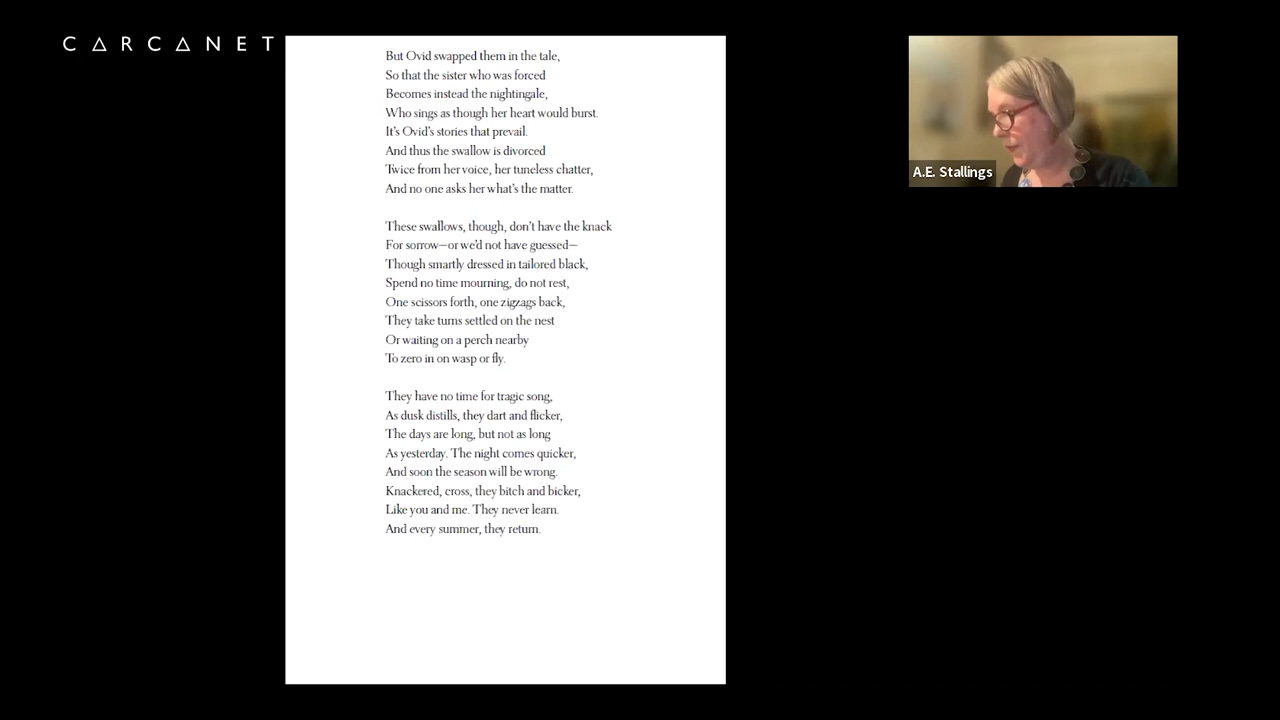 CARCANET
But Ovid swapped them in the tale,
So that the sister who was forced
Becomes instead the nightingale,
Who sings as though her heart would burst.
It's Ovid's stories that prevail.
And thus the swallow is divorced
Twice from her voice, her tuneless chatter,
And no one asks her what's the matter.
These swallows, though, don't have the knack
For sorrow—or we'd not have guessed—
Though smartly dressed in tailored black,
Spend no time mourning, do not rest,
One scissors forth, one zigzags back,
They take turns settled on the nest
Or waiting on a perch nearby
To zero in on wasp or fly.
They have no time for tragic song,
As dusk distills, they dart and flicker,
The days are long, but not as long
As yesterday. The night comes quicker,
And soon the season will be wrong.
Knackered, cross, they bitch and bicker,
Like you and me. They never learn.
And every summer, they return.
A.E. Stallings